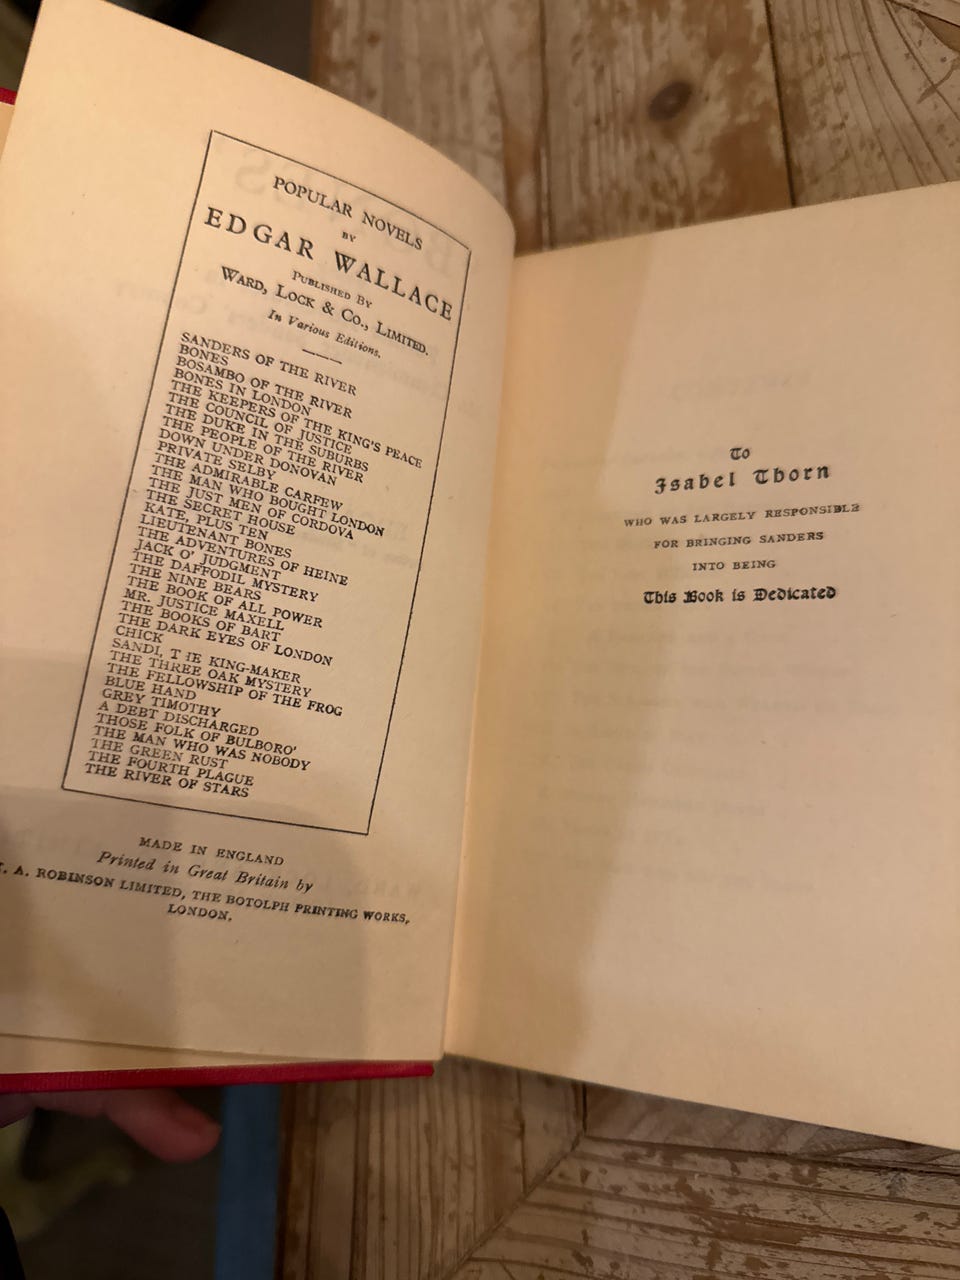 POPULAR NOVELS
BY
EDGAR WALLACE
PUBLISHED BY
WARD, LOCK & CO., LIMITED.
In Various Editions.
SANDERS OF THE RIVER
BONES
BOSAMBO OF THE RIVER
BONES IN LONDON
THE KEEPERS OF THE KING'S PEACE
THE COUNCIL OF JUSTICE
THE DUKE IN THE SUBURBS
THE PEOPLE OF THE RIVER
DOWN UNDER DONOVAN
PRIVATE SELBY
THE ADMIRABLE CARFEW
THE MAN WHO BOUGHT LONDON
THE JUST MEN OF CORDOVA
THE SECRET HOUSE
KATE, PLUS TEN
LIEUTENANT BONES
THE ADVENTURES OF HEINE
JACK O' JUDGMENT
THE DAFFODIL MYSTERY
THE NINE BEARS
THE BOOK OF ALL POWER
MR. JUSTICE MAXELL
THE BOOKS OF BART
THE DARK EYES OF LONDON
CHICK
SANDI, THE KING-MAKER
THE THREE OAK MYSTERY
THE FELLOWSHIP OF THE FROG
BLUE HAND
GREY TIMOTHY
A DEBT DISCHARGED
THOSE FOLK OF BULBORO'
THE MAN WHO WAS NOBODY
THE GREEN RUST
THE FOURTH PLAGUE
THE RIVER OF STARS
MADE IN ENGLAND
Printed in Great Britain by
A. ROBINSON LIMITED, THE BOTOLPH PRINTING WORKS,
LONDON.
To
Isabel Thorn
WHO WAS LARGELY RESPONSIBLE
FOR BRINGING SANDERS
INTO BEING
This Book is Dedicated